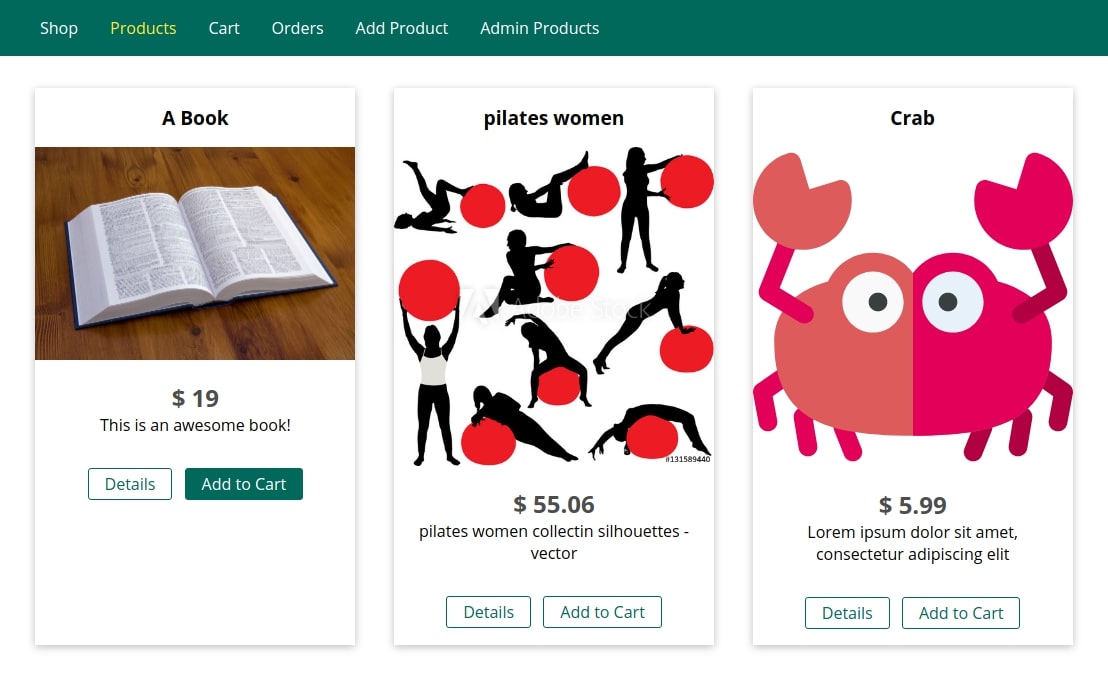 Shop Products Cart Orders Add Product Admin Products
A Book
$ 19
This is an awesome book!
Details Add to Cart
pilates women
Adobe Stock
#131589440
$ 55.06
pilates women collectin silhouettes -
vector
Details Add to Cart
Crab
$ 5.99
Lorem ipsum dolor sit amet,
consectetur adipiscing elit
Details Add to Cart